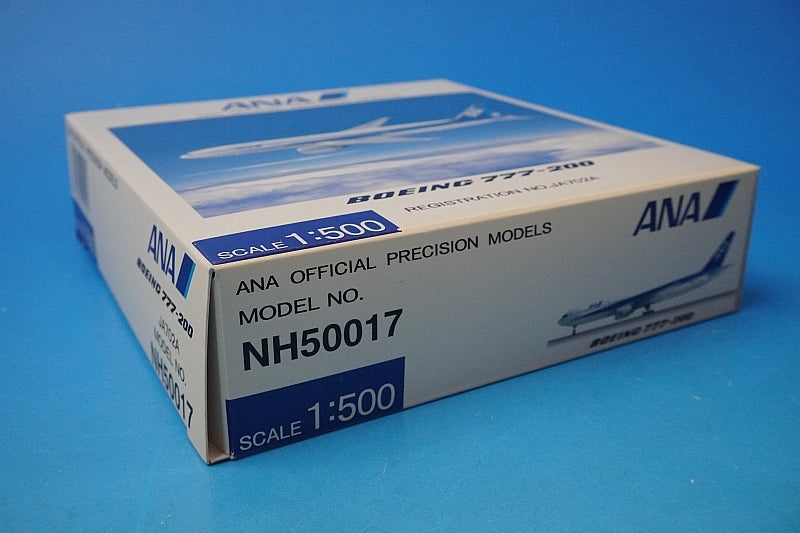 ANA
BOEING 777-200
REGISTRATION NO.JA702A
SCALE 1:500
ANA OFFICIAL PRECISION MODELS
MODEL NO.
NH50017
SCALE 1:500
ANA
BOEING 777-200
ANA
BOEING 777-200
JA702A
MODEL NO.
NH50017